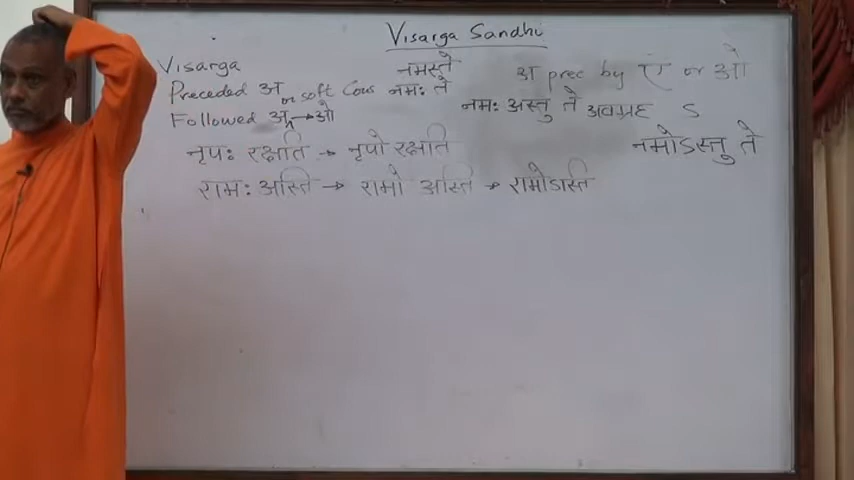 Visarga Sandhi
Visarga
नमस्ते
अ prec by ए or ओ
Preceded अ
or soft Cons
नमः ते
Followed अ → ओ
नमः अस्तु ते अवग्रह ऽ
नृपः रक्षति → नृपो रक्षति
नमोऽस्तु ते
रामः अस्ति → रामो अस्ति → रामोऽस्ति